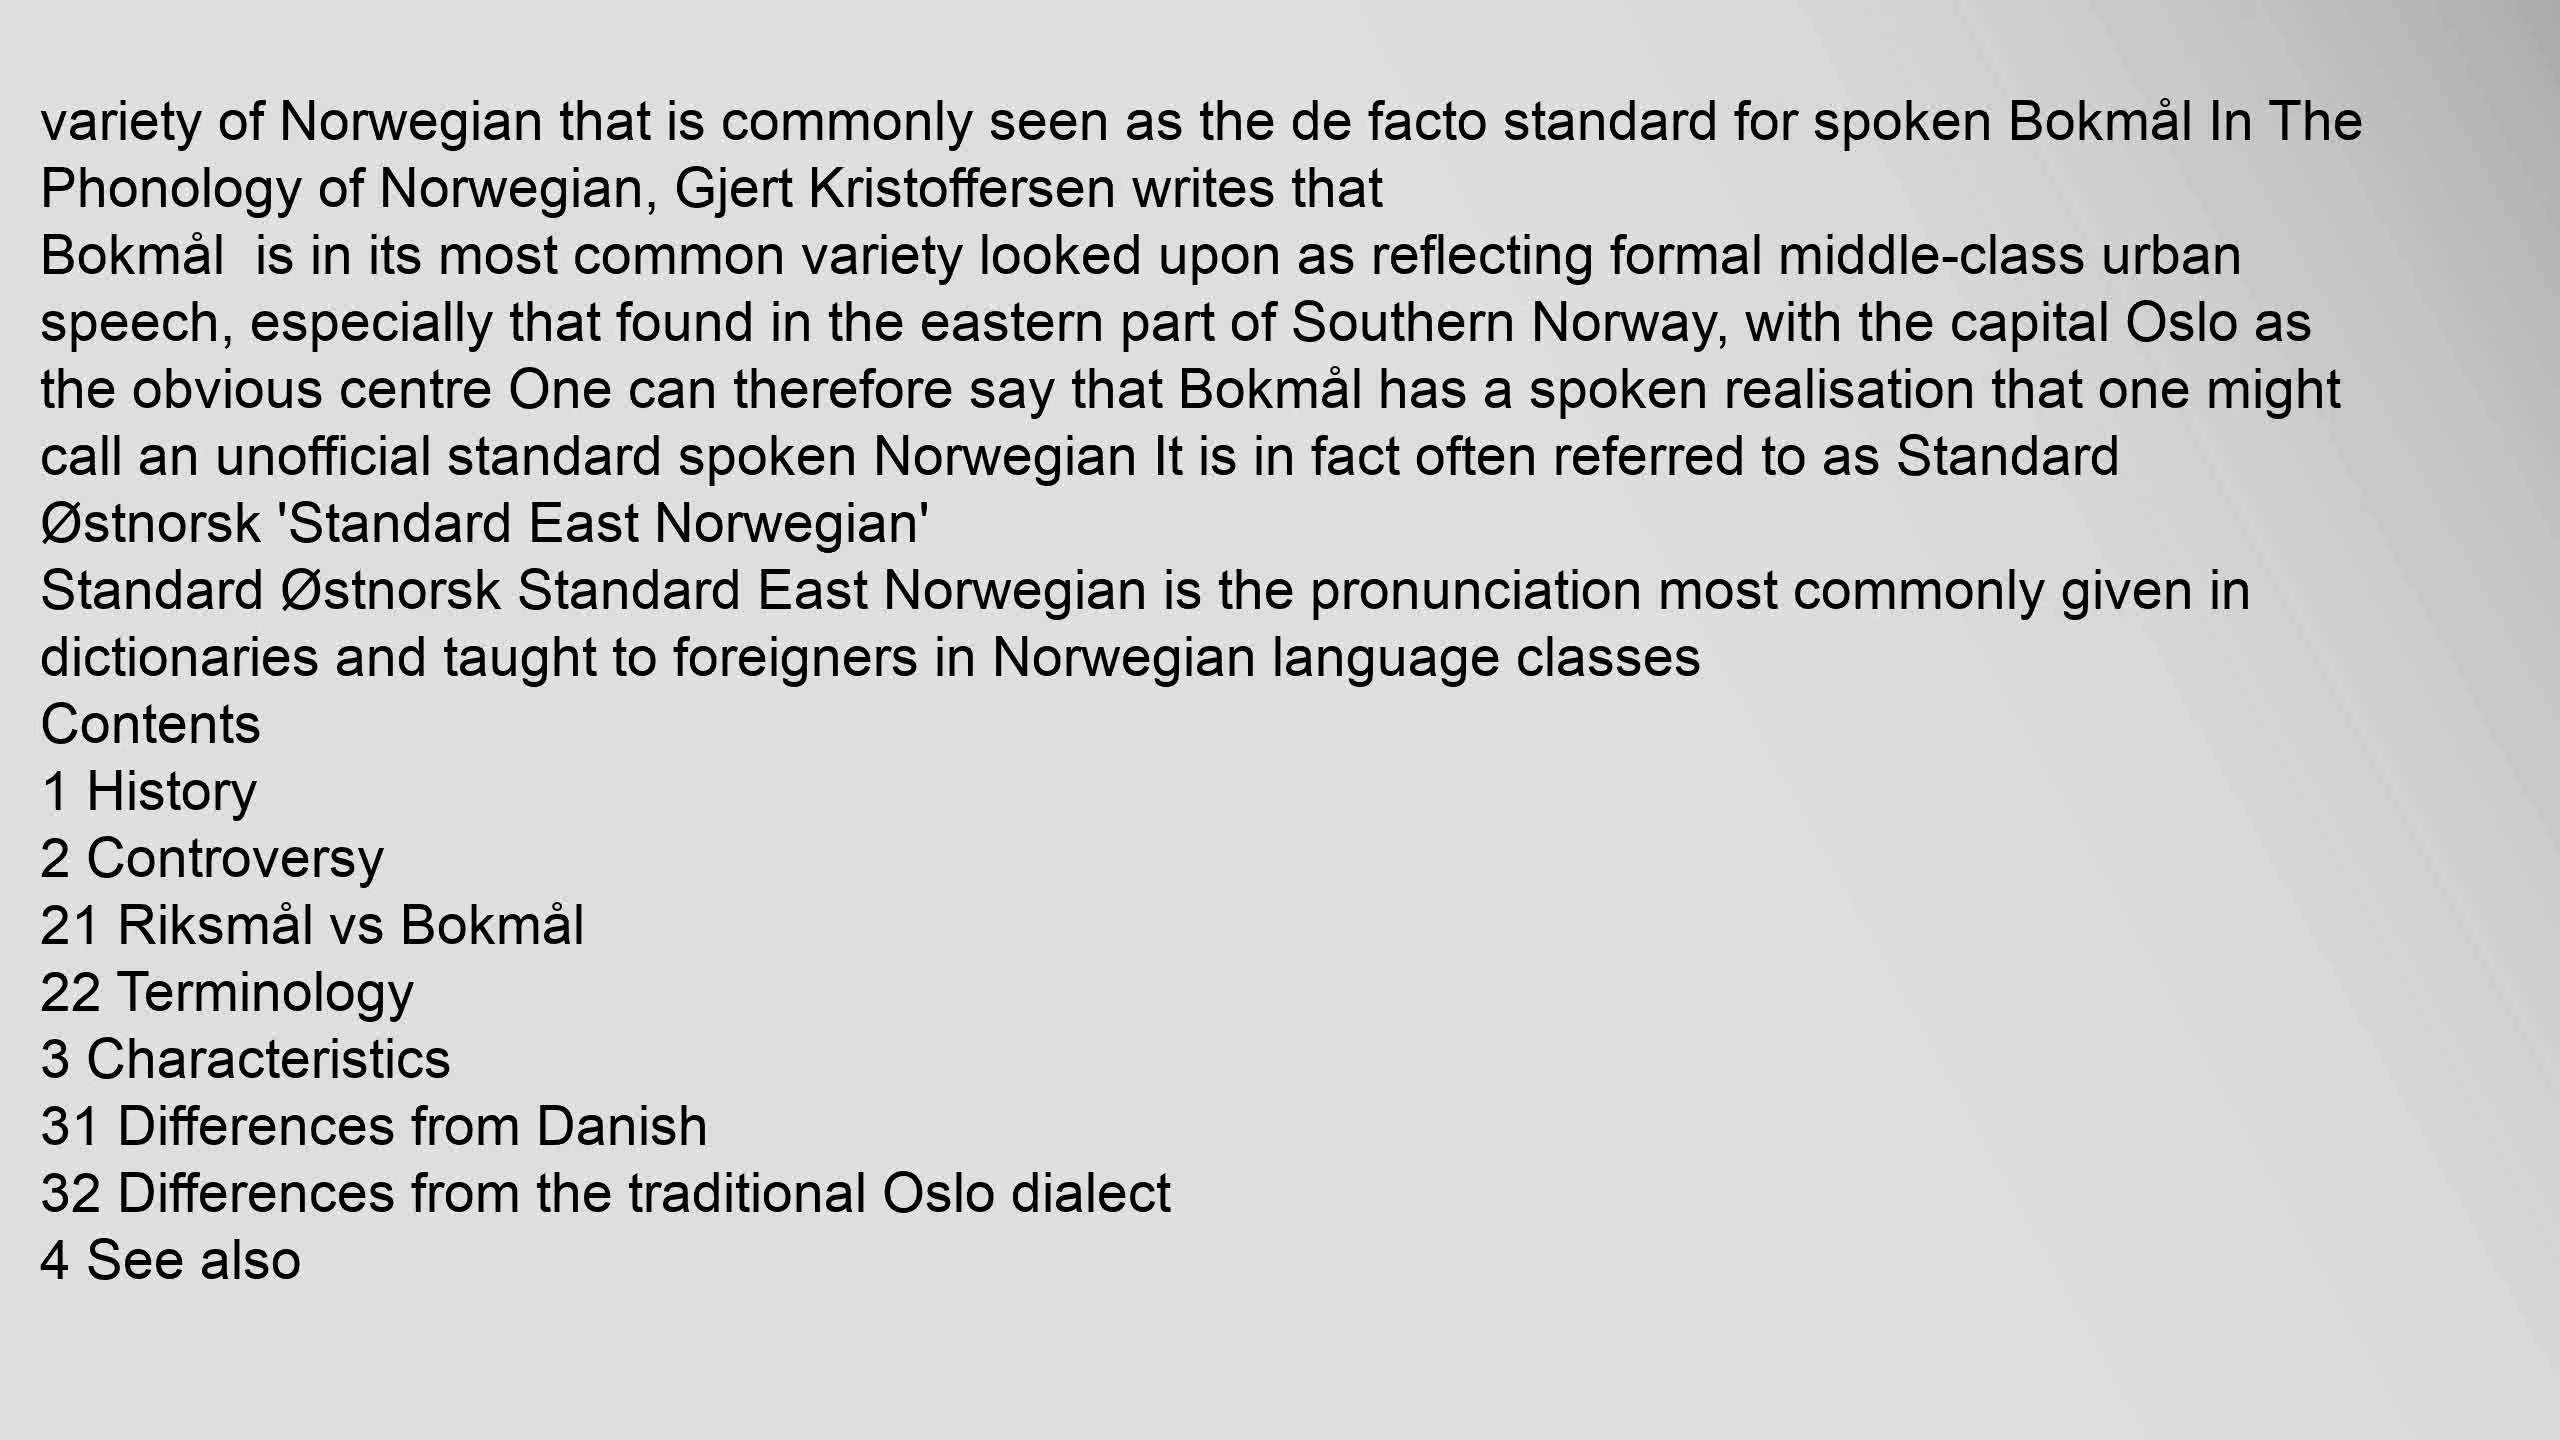 variety of Norwegian that is commonly seen as the de facto standard for spoken Bokmål In The
Phonology of Norwegian, Gjert Kristoffersen writes that
Bokmål  is in its most common variety looked upon as reflecting formal middle-class urban
speech, especially that found in the eastern part of Southern Norway, with the capital Oslo as
the obvious centre One can therefore say that Bokmål has a spoken realisation that one might
call an unofficial standard spoken Norwegian It is in fact often referred to as Standard
Østnorsk 'Standard East Norwegian'
Standard Østnorsk Standard East Norwegian is the pronunciation most commonly given in
dictionaries and taught to foreigners in Norwegian language classes
Contents
1 History
2 Controversy
21 Riksmål vs Bokmål
22 Terminology
3 Characteristics
31 Differences from Danish
32 Differences from the traditional Oslo dialect
4 See also